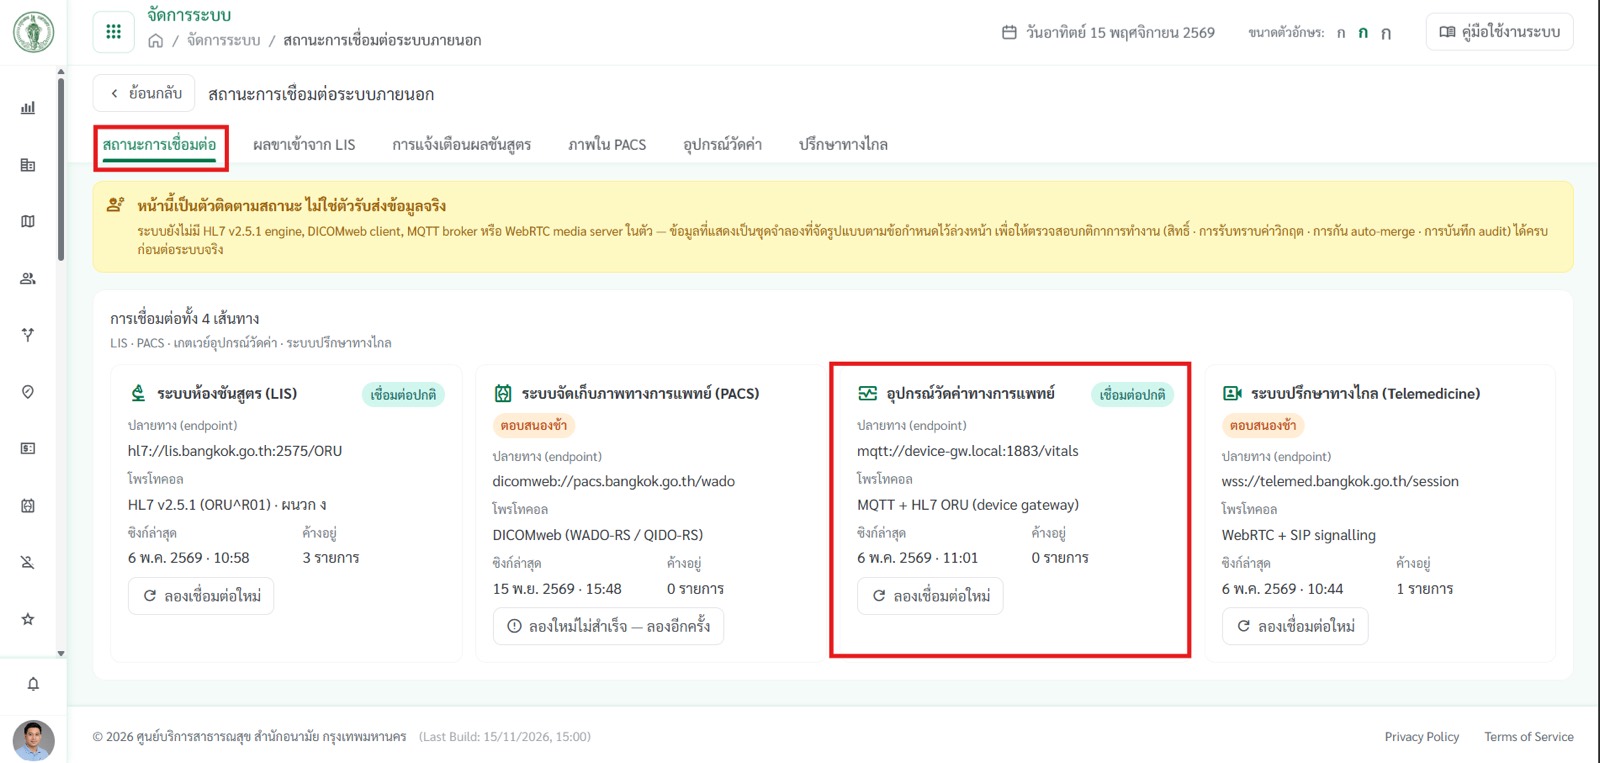 จัดการระบบ
/ จัดการระบบ / สถานะการเชื่อมต่อระบบภายนอก
วันอาทิตย์ 15 พฤศจิกายน 2569
ขนาดตัวอักษร: ก ก ก
คู่มือใช้งานระบบ
ย้อนกลับ
สถานะการเชื่อมต่อระบบภายนอก
สถานะการเชื่อมต่อ
ผลขาเข้าจาก LIS
การแจ้งเตือนผลชันสูตร
ภาพใน PACS
อุปกรณ์วัดค่า
ปรึกษาทางไกล
หน้านี้เป็นตัวติดตามสถานะ ไม่ใช่ตัวรับส่งข้อมูลจริง
ระบบยังไม่มี HL7 v2.5.1 engine, DICOMweb client, MQTT broker หรือ WebRTC media server ในตัว — ข้อมูลที่แสดงเป็นชุดจำลองที่จัดรูปแบบตามข้อกำหนดไว้ล่วงหน้า เพื่อให้ตรวจสอบกติกาการทำงาน (สิทธิ์ · การรับทราบค่าวิกฤต · การกัน auto-merge · การบันทึก audit) ได้ครบ
ก่อนต่อระบบจริง
การเชื่อมต่อทั้ง 4 เส้นทาง
LIS · PACS · เกตเวย์อุปกรณ์วัดค่า · ระบบปรึกษาทางไกล
ระบบห้องชันสูตร (LIS)
เชื่อมต่อปกติ
ปลายทาง (endpoint)
hl7://lis.bangkok.go.th:2575/ORU
โพรโทคอล
HL7 v2.5.1 (ORU^R01) · ผนวก ง
ซิงก์ล่าสุด
ค้างอยู่
6 พ.ค. 2569 · 10:58
3 รายการ
ลองเชื่อมต่อใหม่
ระบบจัดเก็บภาพทางการแพทย์ (PACS)
ตอบสนองช้า
ปลายทาง (endpoint)
dicomweb://pacs.bangkok.go.th/wado
โพรโทคอล
DICOMweb (WADO-RS / QIDO-RS)
ซิงก์ล่าสุด
ค้างอยู่
15 พ.ย. 2569 · 15:48
0 รายการ
ลองใหม่ไม่สำเร็จ — ลองอีกครั้ง
อุปกรณ์วัดค่าทางการแพทย์
เชื่อมต่อปกติ
ปลายทาง (endpoint)
mqtt://device-gw.local:1883/vitals
โพรโทคอล
MQTT + HL7 ORU (device gateway)
ซิงก์ล่าสุด
ค้างอยู่
6 พ.ค. 2569 · 11:01
0 รายการ
ลองเชื่อมต่อใหม่
ระบบปรึกษาทางไกล (Telemedicine)
ตอบสนองช้า
ปลายทาง (endpoint)
wss://telemed.bangkok.go.th/session
โพรโทคอล
WebRTC + SIP signalling
ซิงก์ล่าสุด
ค้างอยู่
6 พ.ค. 2569 · 10:44
1 รายการ
ลองเชื่อมต่อใหม่
© 2026 ศูนย์บริการสาธารณสุข สำนักอนามัย กรุงเทพมหานคร
(Last Build: 15/11/2026, 15:00)
Privacy Policy
Terms of Service